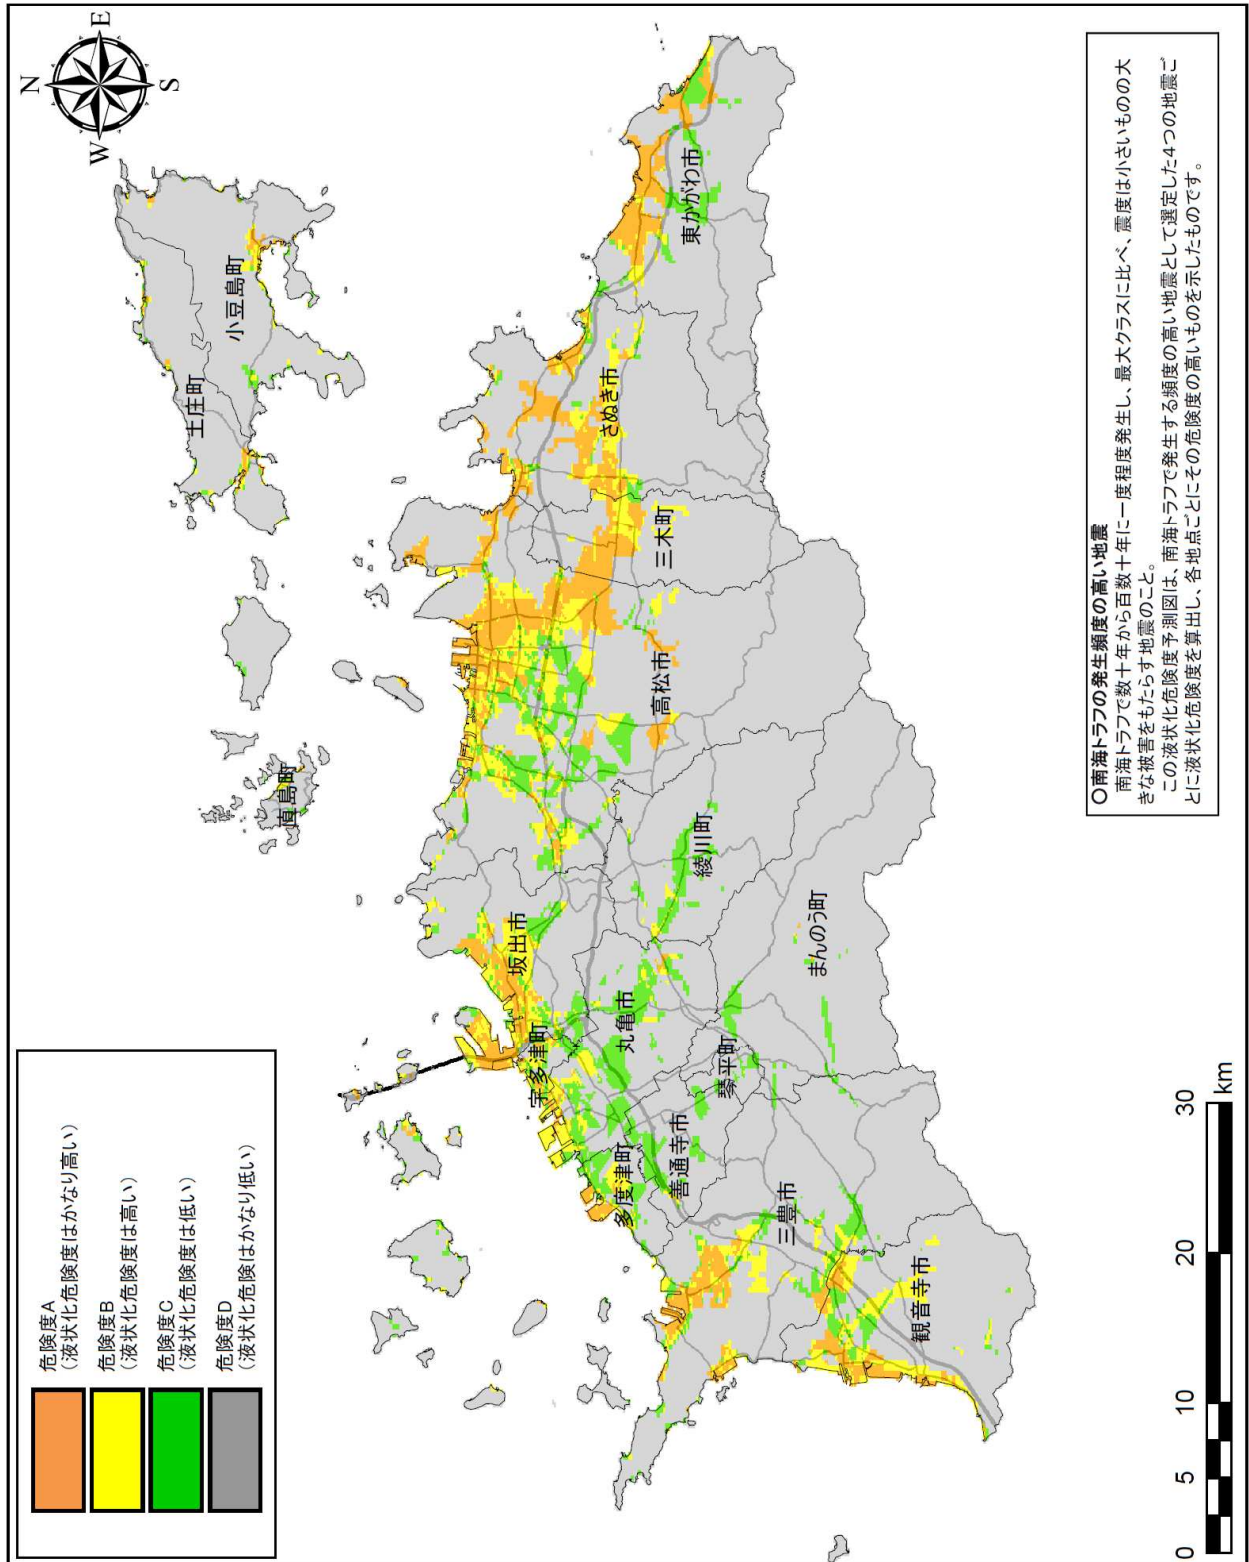 危険度A
(液状化危険度はかなり高い)
危険度B
(液状化危険度は高い)
危険度C
(液状化危険度は低い)
危険度D
(液状化危険はかなり低い)
N
E
S
W
土庄町
小豆島町
直島町
東かがわ市
さぬき市
三木町
高松市
綾川町
坂出市
宇多津町
丸亀市
まんのう町
琴平町
善通寺市
多度津町
三豊市
観音寺市
0 5 10 20 30
km
○南海トラフの発生頻度の高い地震
南海トラフで数十年から百数十年に一度程度発生し、最大クラスに比べ、震度は小さいものの大
きな被害をもたらす地震のこと。
この液状化危険度予測図は、南海トラフで発生する頻度の高い地震として選定した4つの地震ご
とに液状化危険度を算出し、各地点ごとにその危険度の高いものを示したものです。